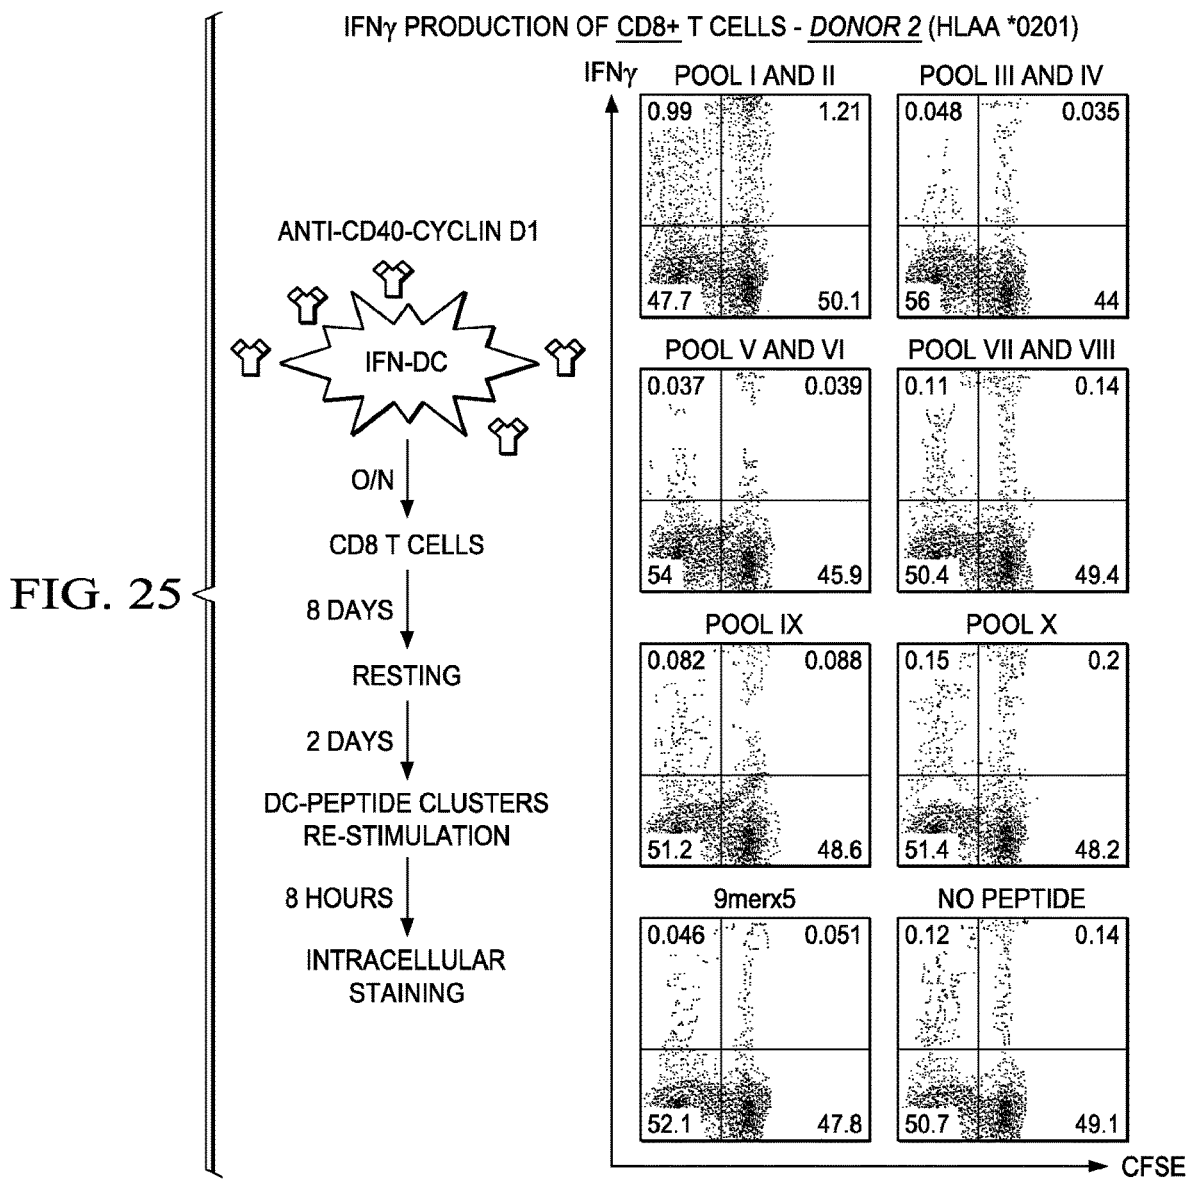 IFNγ PRODUCTION OF CD8+ T CELLS - DONOR 2 (HLAA *0201)
FIG. 25
ANTI-CD40-CYCLIN D1
IFN-DC
O/N
CD8 T CELLS
8 DAYS
RESTING
2 DAYS
DC-PEPTIDE CLUSTERS
RE-STIMULATION
8 HOURS
INTRACELLULAR
STAINING
IFNγ
POOL I AND II
0.99 1.21
47.7 50.1
POOL III AND IV
0.048 0.035
56 44
POOL V AND VI
0.037 0.039
54 45.9
POOL VII AND VIII
0.11 0.14
50.4 49.4
POOL IX
0.082 0.088
51.2 48.6
POOL X
0.15 0.2
51.4 48.2
9merx5
0.046 0.051
52.1 47.8
NO PEPTIDE
0.12 0.14
50.7 49.1
CFSE